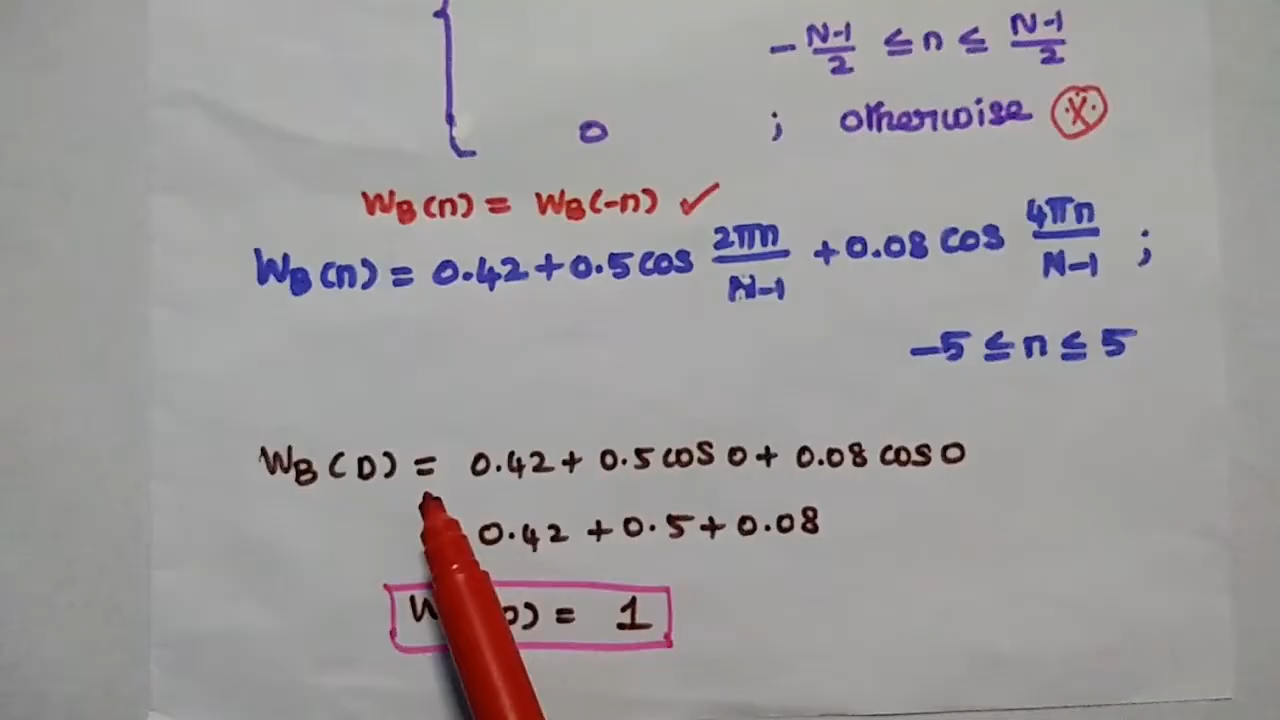 - N-1/2 ≤ n ≤ N-1/2
0 ; otherwise
W_B(n) = W_B(-n) ✓
W_B(n) = 0.42 + 0.5 cos 2πn/N-1 + 0.08 cos 4πn/N-1 ;
-5 ≤ n ≤ 5
W_B(0) = 0.42 + 0.5 cos 0 + 0.08 cos 0
0.42 + 0.5 + 0.08
= 1